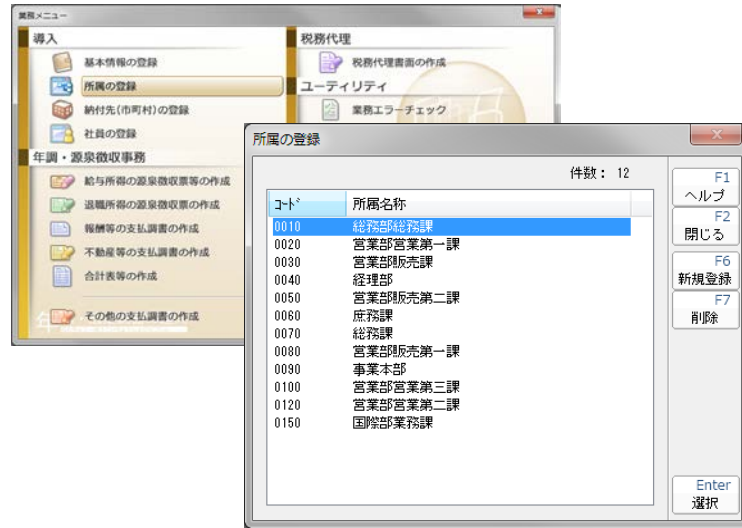 業務メニュー
導入
基本情報の登録
所属の登録
納付先(市町村)の登録
社員の登録
年調・源泉徴収事務
給与所得の源泉徴収票等の作成
退職所得の源泉徴収票の作成
報酬等の支払調書の作成
不動産等の支払調書の作成
合計表等の作成
その他の支払調書の作成
税務代理
税務代理書面の作成
ユーティリティ
業務エラーチェック
所属の登録
件数: 12
コード 所属名称
0010 総務部総務課
0020 営業部営業第一課
0030 営業部販売課
0040 経理部
0050 営業部販売第二課
0060 庶務課
0070 総務課
0080 営業部販売第一課
0090 事業本部
0100 営業部営業第三課
0120 営業部営業第二課
0150 国際部業務課
F1
ヘルプ
F2
閉じる
F6
新規登録
F7
削除
Enter
選択